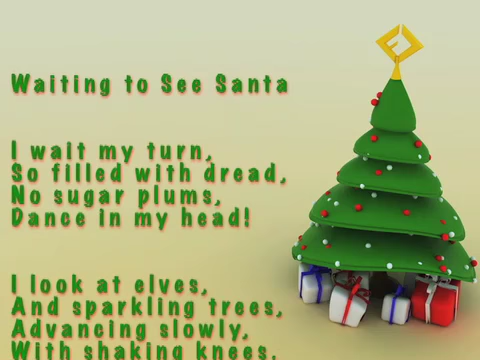 Waiting to See Santa
I wait my turn,
So filled with dread,
No sugar plums,
Dance in my head!
I look at elves,
And sparkling trees,
Advancing slowly,
With shaking knees.